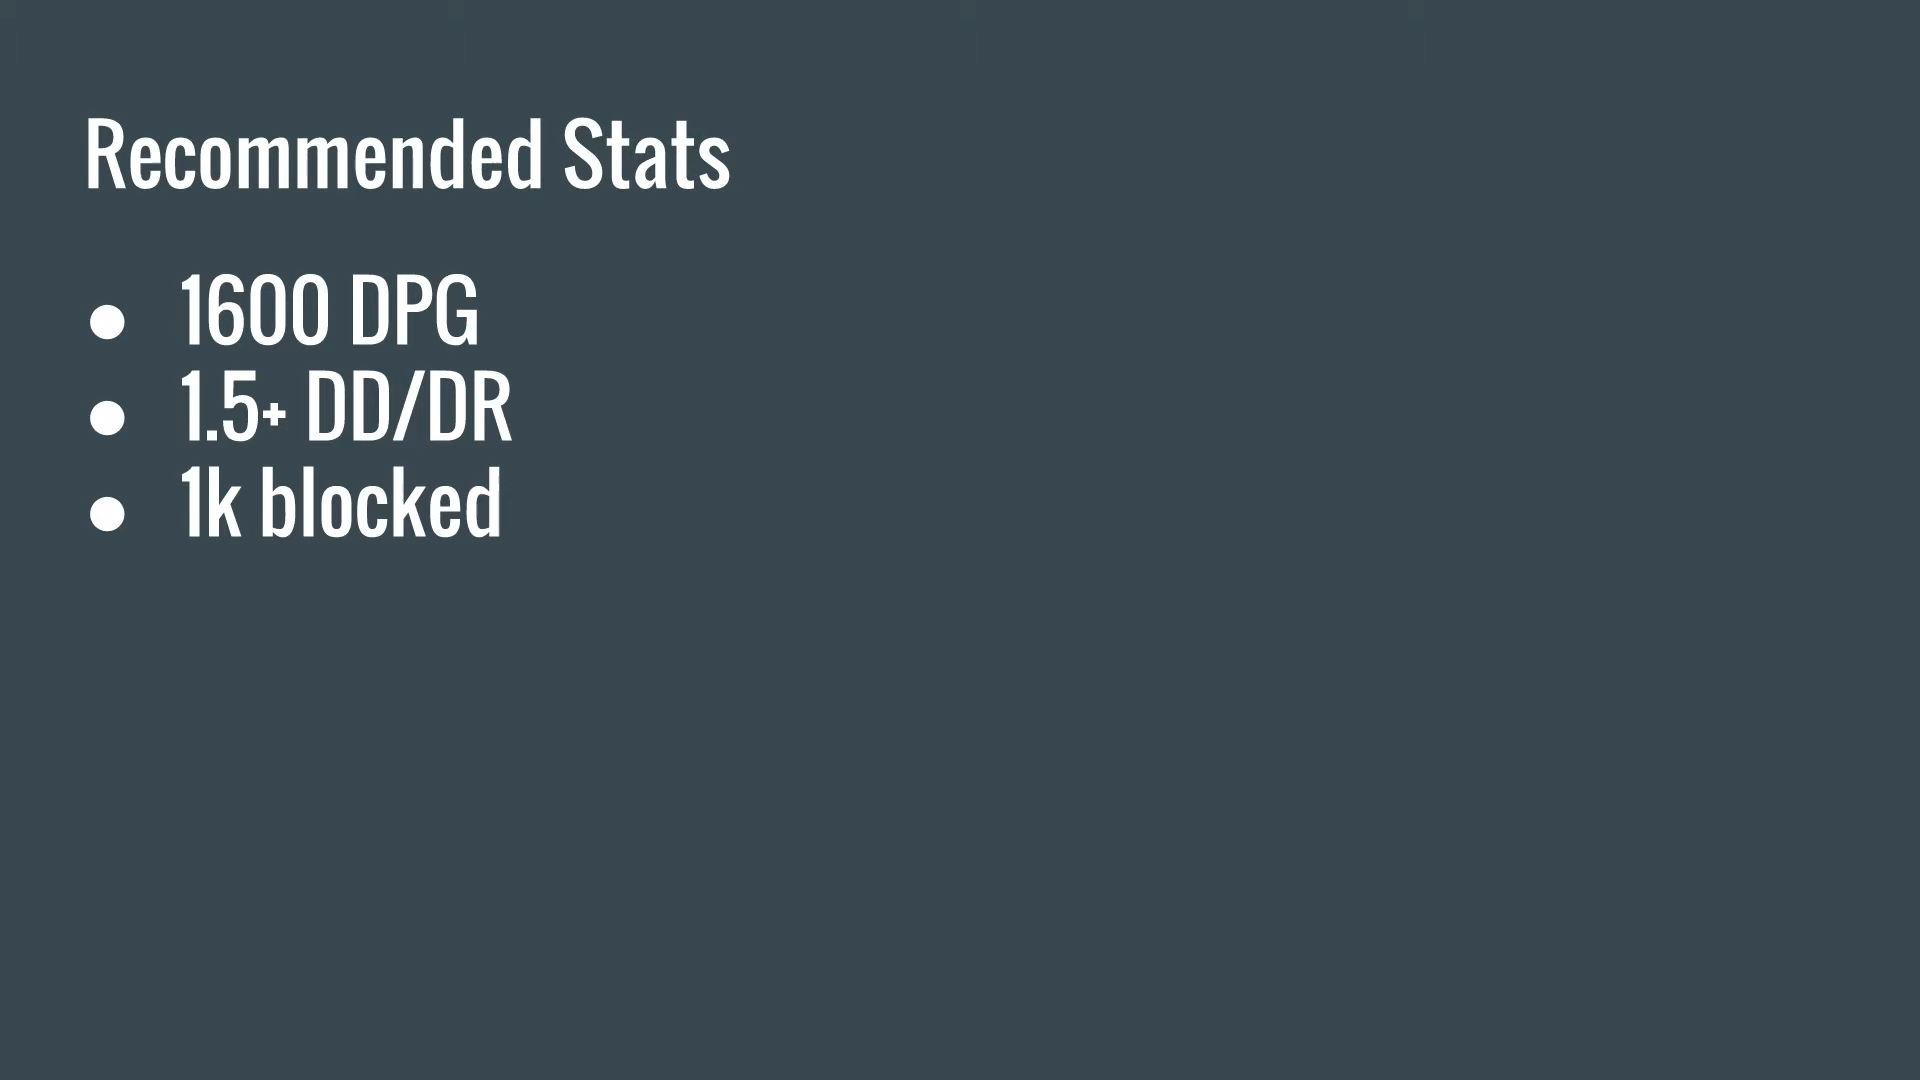 Recommended Stats
● 1600 DPG
● 1.5+ DD/DR
● 1k blocked